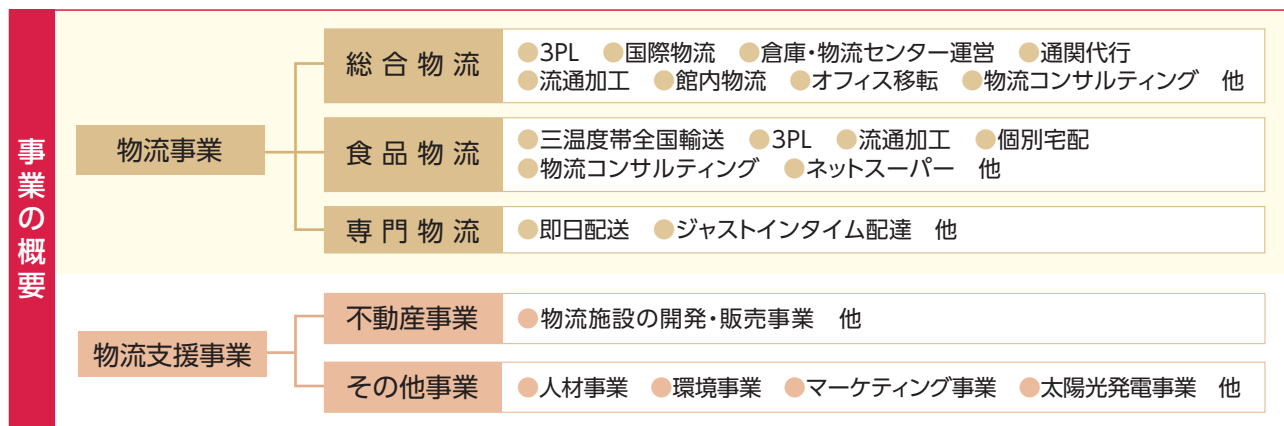 事業の概要
物流事業
総合物流
●3PL ●国際物流 ●倉庫・物流センター運営 ●通関代行
●流通加工 ●館内物流 ●オフィス移転 ●物流コンサルティング 他
食品物流
●三温度帯全国輸送 ●3PL ●流通加工 ●個別宅配
●物流コンサルティング ●ネットスーパー 他
専門物流
●即日配送 ●ジャストインタイム配達 他
物流支援事業
不動産事業
●物流施設の開発・販売事業 他
その他事業
●人材事業 ●環境事業 ●マーケティング事業 ●太陽光発電事業 他